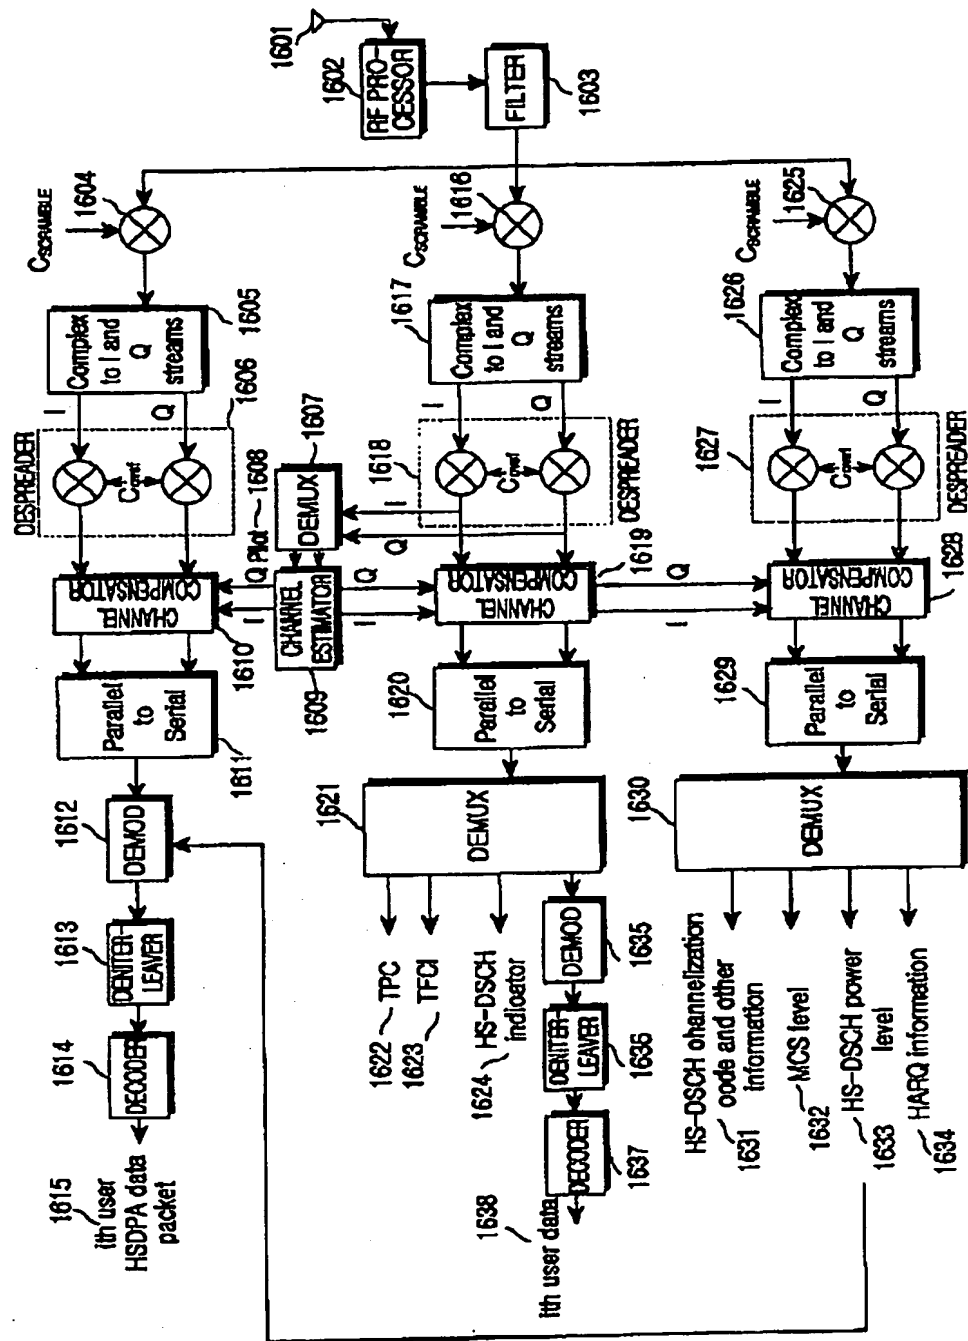 1601
1602
RF PRO-
CESSOR
FILTER
1603
CSCRAMBLE
1604
Complex
to I and
Q
streams
1605
I
Q
1606
DESPREADER
Covsf
CHANNEL
COMPENSATOR
1610
I
Q
Parallel
to
Serial
1611
1612
DEMOD
1613
DENITER-
LEAVER
1614
DECODER
1615
ith user
HSDPA data
packet
Pilot
1608
1607
DEMUX
I
Q
CHANNEL
ESTIMATOR
1609
CSCRAMBLE
1616
1617
Complex
to I and
Q
streams
I
Q
1618
Covsf
DESPREADER
1619
CHANNEL
COMPENSATOR
I
Q
1620
Parallel
to
Serial
1621
DEMUX
1622
TPC
1623
TFCI
1624
HS-DSCH
indioator
DEMOD
1635
DENITER
LEAVER
1636
DECODER
1637
1638
ith user data
CSCRAMBLE
1625
1626
Complex
to I and
Q
streams
I
Q
1627
Covsf
DESPREADER
CHANNEL
COMPENSATOR
1628
I
Q
1629
Parallel
to
Serial
1630
DEMUX
HS-DSCH ohannelization
oode and other
information
1631
MCS level
1632
HS-DSCH power
level
1633
HARQ information
1634